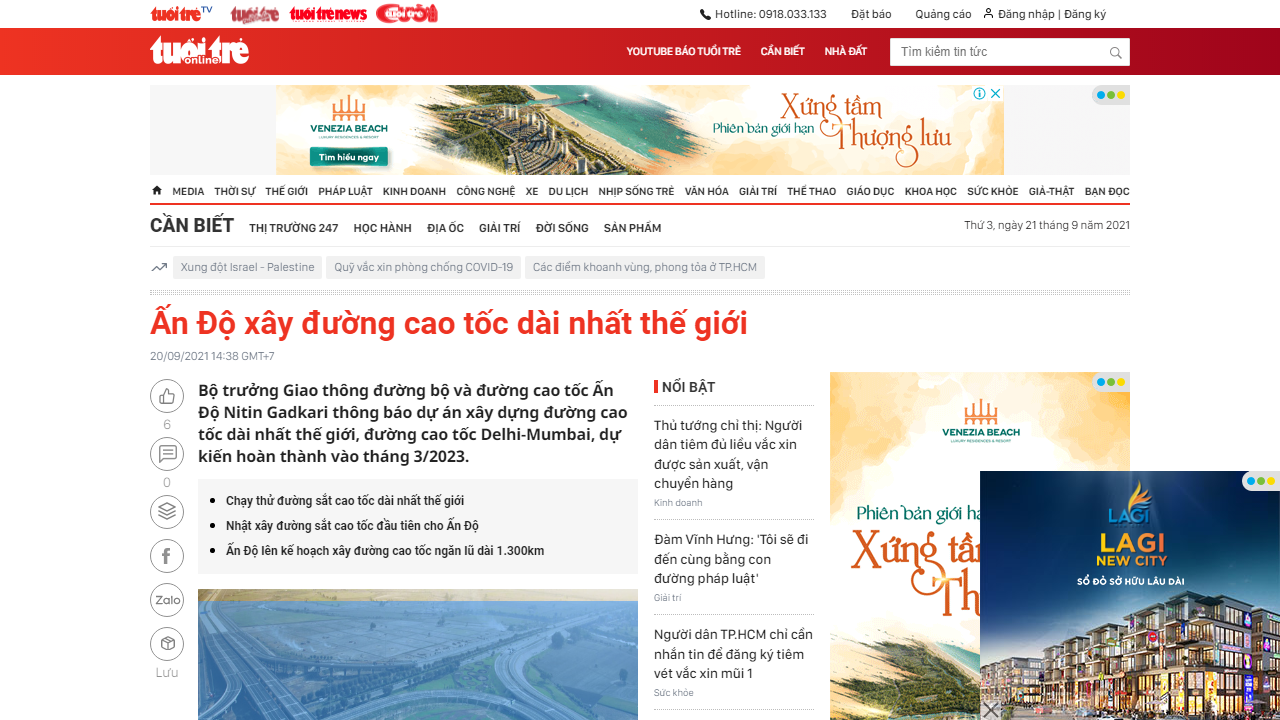 tuổi trẻ TV
tuổi trẻ
tuổi trẻ news
Hotline: 0918.033.133
Đặt báo
Quảng cáo
Đăng nhập | Đăng ký
tuổi trẻ online
YOUTUBE BÁO TUỔI TRẺ
CẦN BIẾT
NHÀ ĐẤT
Tìm kiếm tin tức
VENEZIA BEACH
LUXURY RESIDENCES & RESORT
Tìm hiểu ngay
Phiên bản giới hạn
Xứng tầm
Thượng lưu
MEDIA THỜI SỰ THẾ GIỚI PHÁP LUẬT KINH DOANH CÔNG NGHỆ XE DU LỊCH NHỊP SỐNG TRẺ VĂN HÓA GIẢI TRÍ THỂ THAO GIÁO DỤC KHOA HỌC SỨC KHỎE GIẢ-THẬT BẠN ĐỌC
CẦN BIẾT THỊ TRƯỜNG 247 HỌC HÀNH ĐỊA ỐC GIẢI TRÍ ĐỜI SỐNG SẢN PHẨM
Thứ 3, ngày 21 tháng 9 năm 2021
Xung đột Israel - Palestine
Quỹ vắc xin phòng chống COVID-19
Các điểm khoanh vùng, phong tỏa ở TP.HCM
Ấn Độ xây đường cao tốc dài nhất thế giới
20/09/2021 14:38 GMT+7
6
0
Zalo
Lưu
Bộ trưởng Giao thông đường bộ và đường cao tốc Ấn
Độ Nitin Gadkari thông báo dự án xây dựng đường cao
tốc dài nhất thế giới, đường cao tốc Delhi-Mumbai, dự
kiến hoàn thành vào tháng 3/2023.
Chạy thử đường sắt cao tốc dài nhất thế giới
Nhật xây đường sắt cao tốc đầu tiên cho Ấn Độ
Ấn Độ lên kế hoạch xây đường cao tốc ngăn lũ dài 1.300km
NỔI BẬT
Thủ tướng chỉ thị: Người
dân tiêm đủ liều vắc xin
được sản xuất, vận
chuyển hàng
Kinh doanh
Đàm Vĩnh Hưng: 'Tôi sẽ đi
đến cùng bằng con
đường pháp luật'
Giải trí
Người dân TP.HCM chỉ cần
nhắn tin để đăng ký tiêm
vét vắc xin mũi 1
Sức khỏe
VENEZIA BEACH
LUXURY RESIDENCES & RESORT
Phiên bản giới hạ
Xứng tầ
Th
LAGI
LAGI
NEW CITY
SỔ ĐỎ SỞ HỮU LÂU DÀI